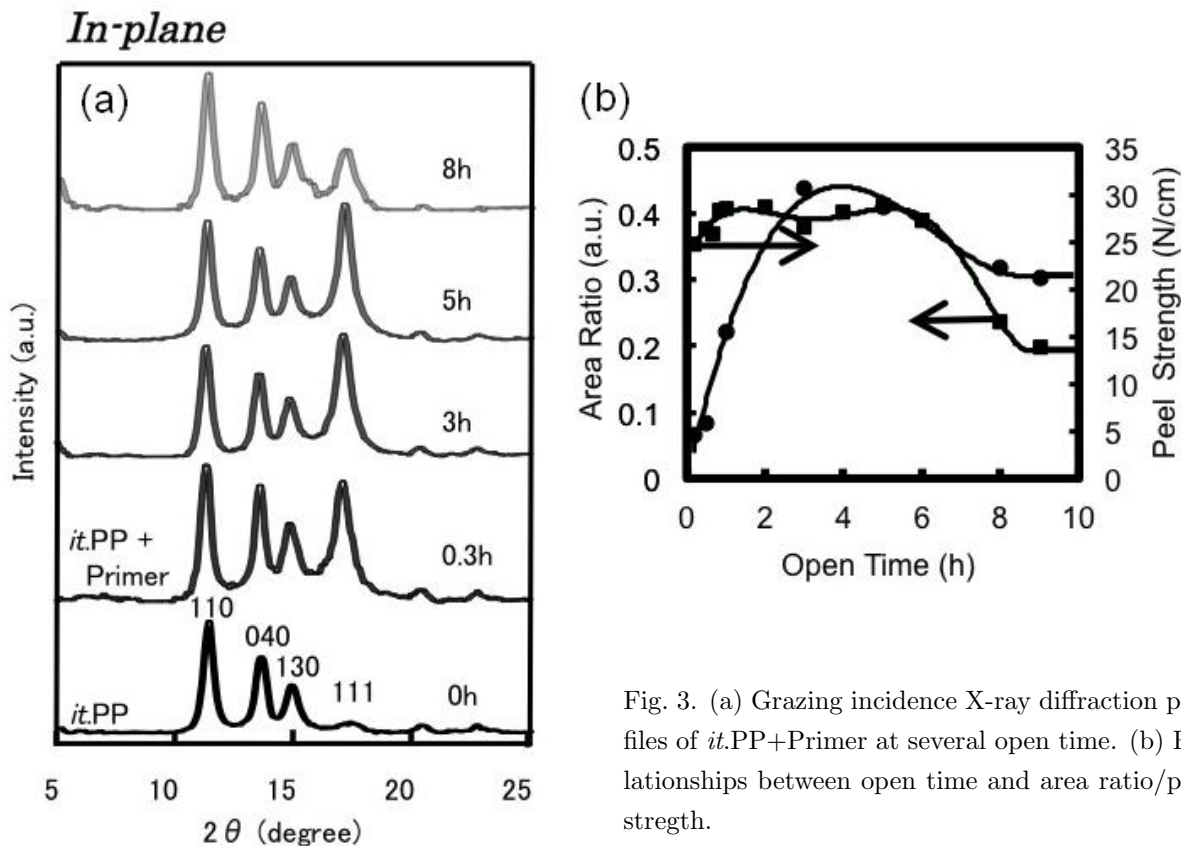 In-plane
(a)
8h
5h
3h
it.PP +
Primer
0.3h
110
040
130
111
it.PP
0h
5 10 15 20 25
2 θ (degree)
Intensity (a.u.)
(b)
0.5
0.4
0.3
0.2
0.1
0
Area Ratio (a.u.)
35
30
25
20
15
10
5
0
Peel Strength (N/cm)
0 2 4 6 8 10
Open Time (h)
Fig. 3. (a) Grazing incidence X-ray diffraction p
files of it.PP+Primer at several open time. (b)
lationships between open time and area ratio/p
stregth.